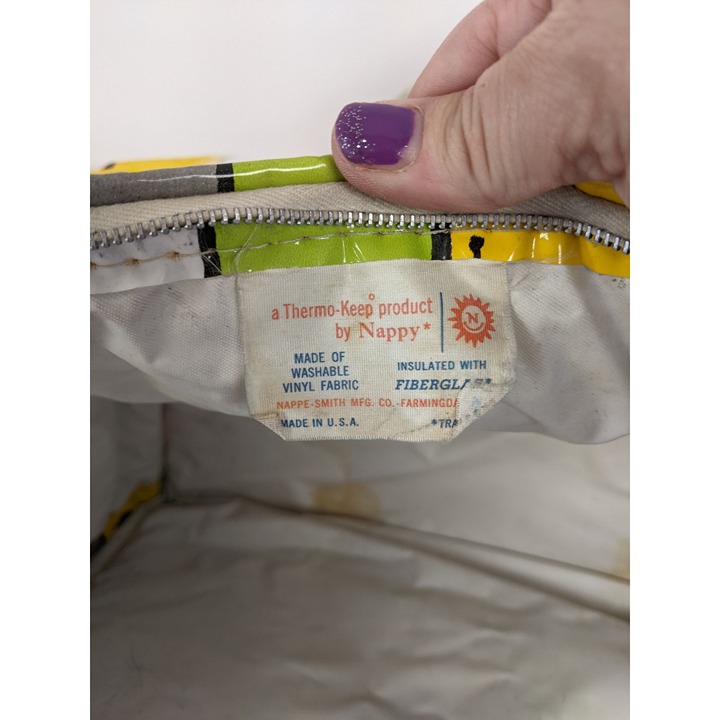 a Thermo-Keep product
by Nappy*
N
MADE OF
WASHABLE
VINYL FABRIC
INSULATED WITH
NAPPE-SMITH MFG. CO.
MADE IN U.S.A.